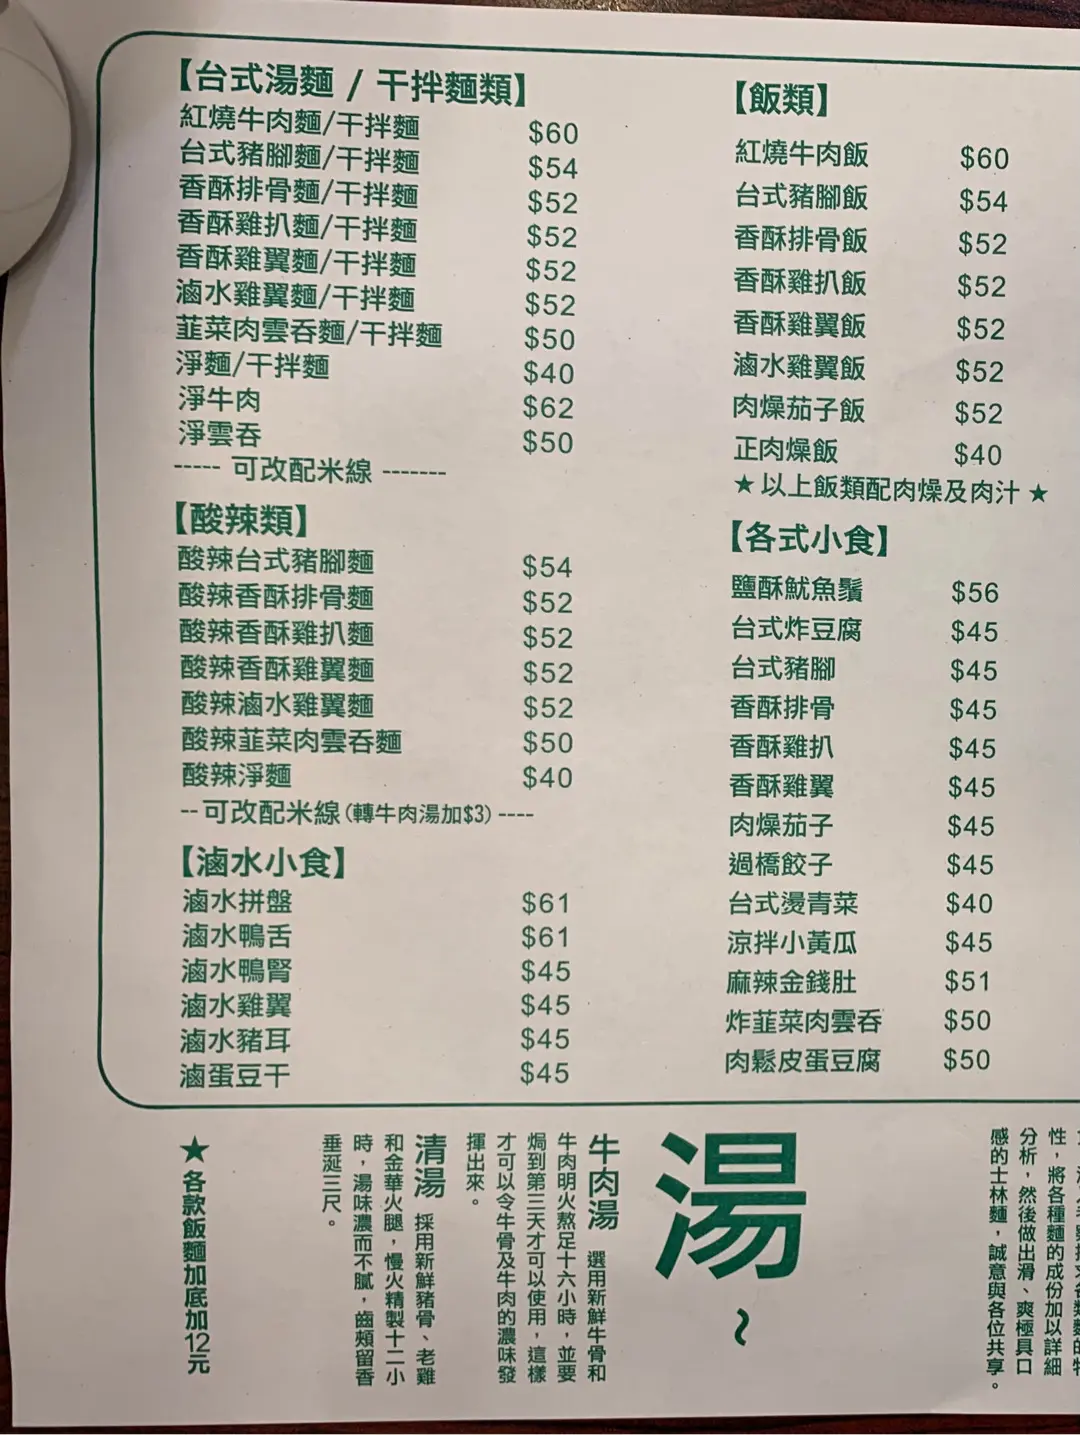 【台式湯麵 / 干拌麵類】
紅燒牛肉麵/干拌麵 $60
台式豬腳麵/干拌麵 $54
香酥排骨麵/干拌麵 $52
香酥雞扒麵/干拌麵 $52
香酥雞翼麵/干拌麵 $52
滷水雞翼麵/干拌麵 $52
韮菜肉雲吞麵/干拌麵 $50
淨麵/干拌麵 $40
淨牛肉 $62
淨雲吞 $50
----- 可改配米線 -------
【酸辣類】
酸辣台式豬腳麵 $54
酸辣香酥排骨麵 $52
酸辣香酥雞扒麵 $52
酸辣香酥雞翼麵 $52
酸辣滷水雞翼麵 $52
酸辣韮菜肉雲吞麵 $50
酸辣淨麵 $40
--可改配米線(轉牛肉湯加$3)----
【滷水小食】
滷水拼盤 $61
滷水鴨舌 $61
滷水鴨腎 $45
滷水雞翼 $45
滷水豬耳 $45
滷蛋豆干 $45
【飯類】
紅燒牛肉飯 $60
台式豬腳飯 $54
香酥排骨飯 $52
香酥雞扒飯 $52
香酥雞翼飯 $52
滷水雞翼飯 $52
肉燥茄子飯 $52
正肉燥飯 $40
★以上飯類配肉燥及肉汁★
【各式小食】
鹽酥魷魚鬚 $56
台式炸豆腐 $45
台式豬腳 $45
香酥排骨 $45
香酥雞扒 $45
香酥雞翼 $45
肉燥茄子 $45
過橋餃子 $45
台式燙青菜 $40
涼拌小黃瓜 $45
麻辣金錢肚 $51
炸韮菜肉雲吞 $50
肉鬆皮蛋豆腐 $50
性，將各種麵的成份加以詳細
分析，然後做出滑、爽極具口
感的士林麵，誠意與各位共享。
湯~
牛肉湯 選用新鮮牛骨和
牛肉明火熬足十六小時，並要
焗到第三天才可以使用，這樣
才可以令牛骨及牛肉的濃味發
揮出來。
清湯 採用新鮮豬骨、老雞
和金華火腿，慢火精製十二小
時，湯味濃而不膩，齒頰留香
垂涎三尺。
★各款飯麵加底加12元